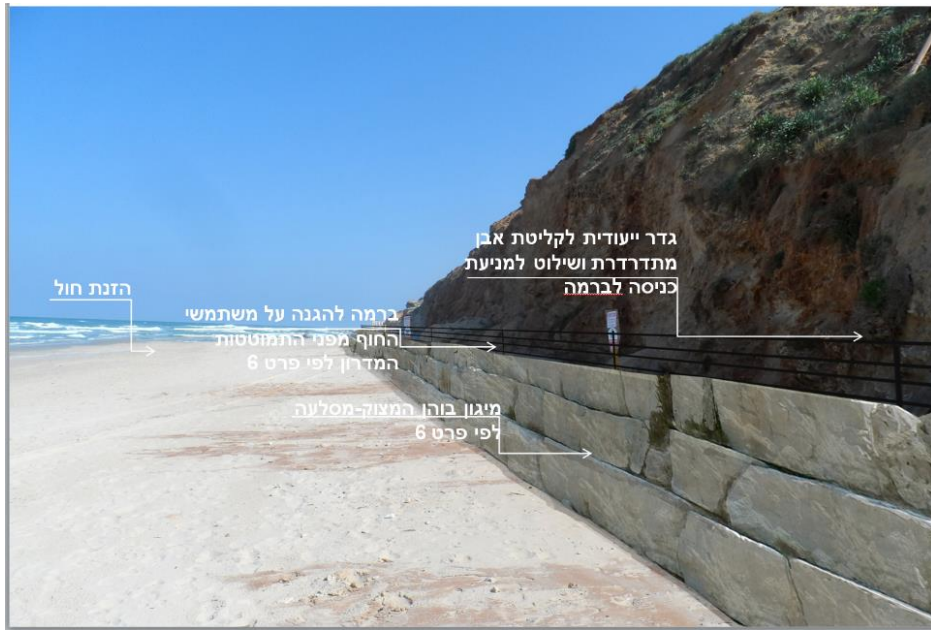 גדר ייעודית לקליטת אבן
מתדרדרת ושילוט למניעת
כניסה לברמה
הזנת חול
ברמה להגנה על משתמשי
החוף מפני התמוטטות
המדרון לפי פרט 6
מיגון בוהן המצוק-מסלעה
לפי פרט 6